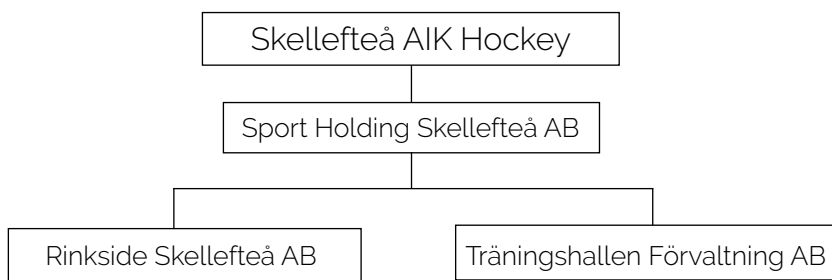 Skellefteå AIK Hockey
Sport Holding Skellefteå AB
Rinkside Skellefteå AB
Träningshallen Förvaltning AB